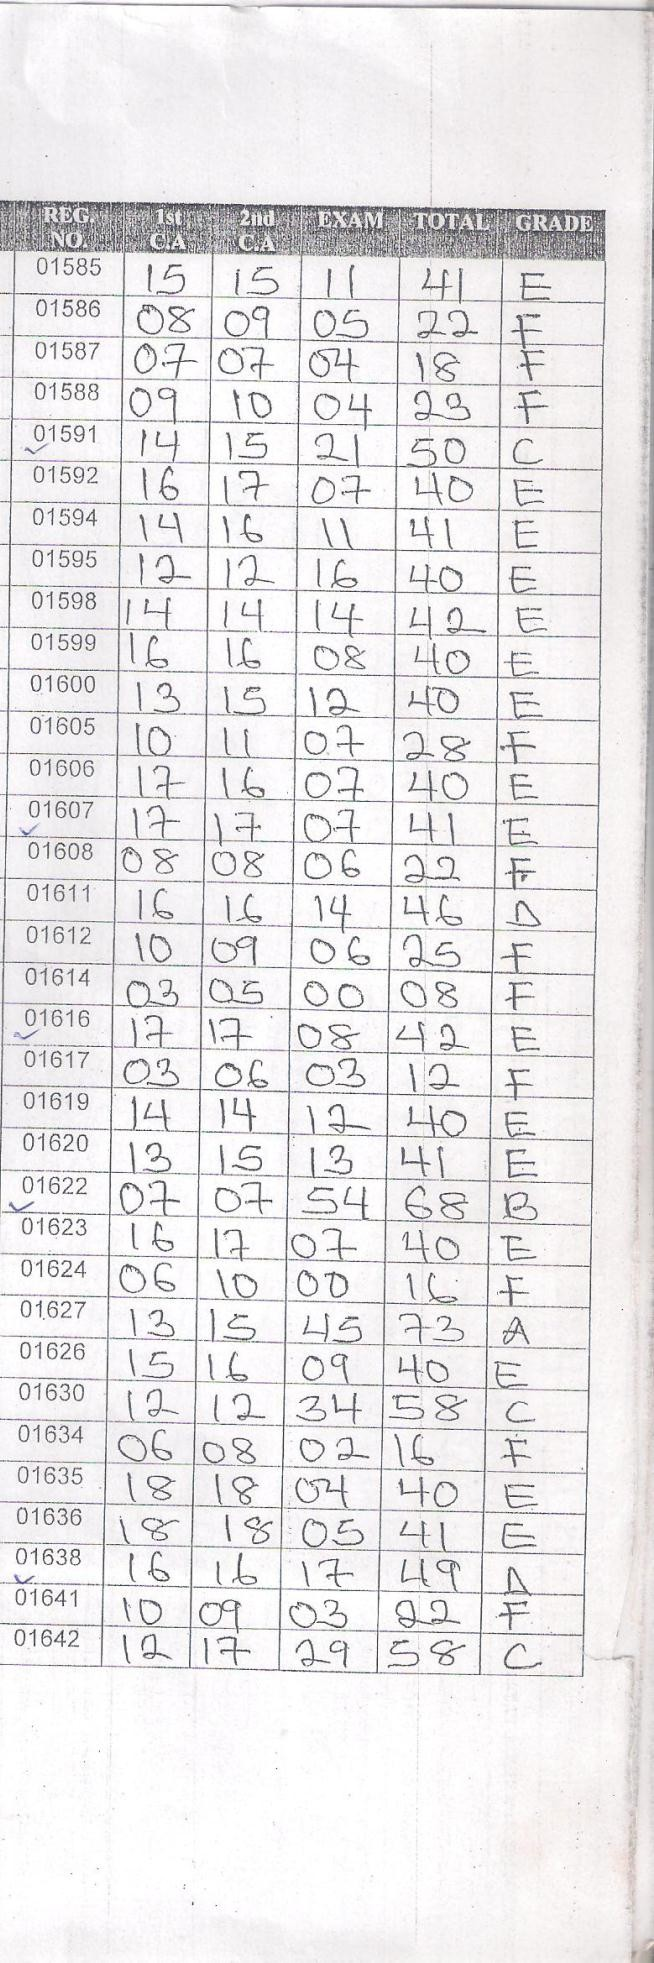 REG. NO. 1st C.A 2nd C.A EXAM TOTAL GRADE
01585 15 15 11 41 E
01586 08 09 05 22 F
01587 07 07 04 18 F
01588 09 10 04 23 F
01591 14 15 21 50 C
01592 16 17 07 40 E
01594 14 16 11 41 E
01595 12 12 16 40 E
01598 14 14 14 42 E
01599 16 16 08 40 E
01600 13 15 12 40 E
01605 10 11 07 28 F
01606 17 16 07 40 E
01607 17 17 07 41 E
01608 08 08 06 22 F
01611 16 16 14 46 D
01612 10 09 06 25 F
01614 03 05 00 08 F
01616 17 17 08 42 E
01617 03 06 03 12 F
01619 14 14 12 40 E
01620 13 15 13 41 E
01622 07 07 54 68 B
01623 16 17 07 40 E
01624 06 10 00 16 F
01627 13 15 45 73 A
01626 15 16 09 40 E
01630 12 12 34 58 C
01634 06 08 02 16 F
01635 18 18 04 40 E
01636 18 18 05 41 E
01638 16 16 17 49 D
01641 10 09 03 22 F
01642 12 17 29 58 C